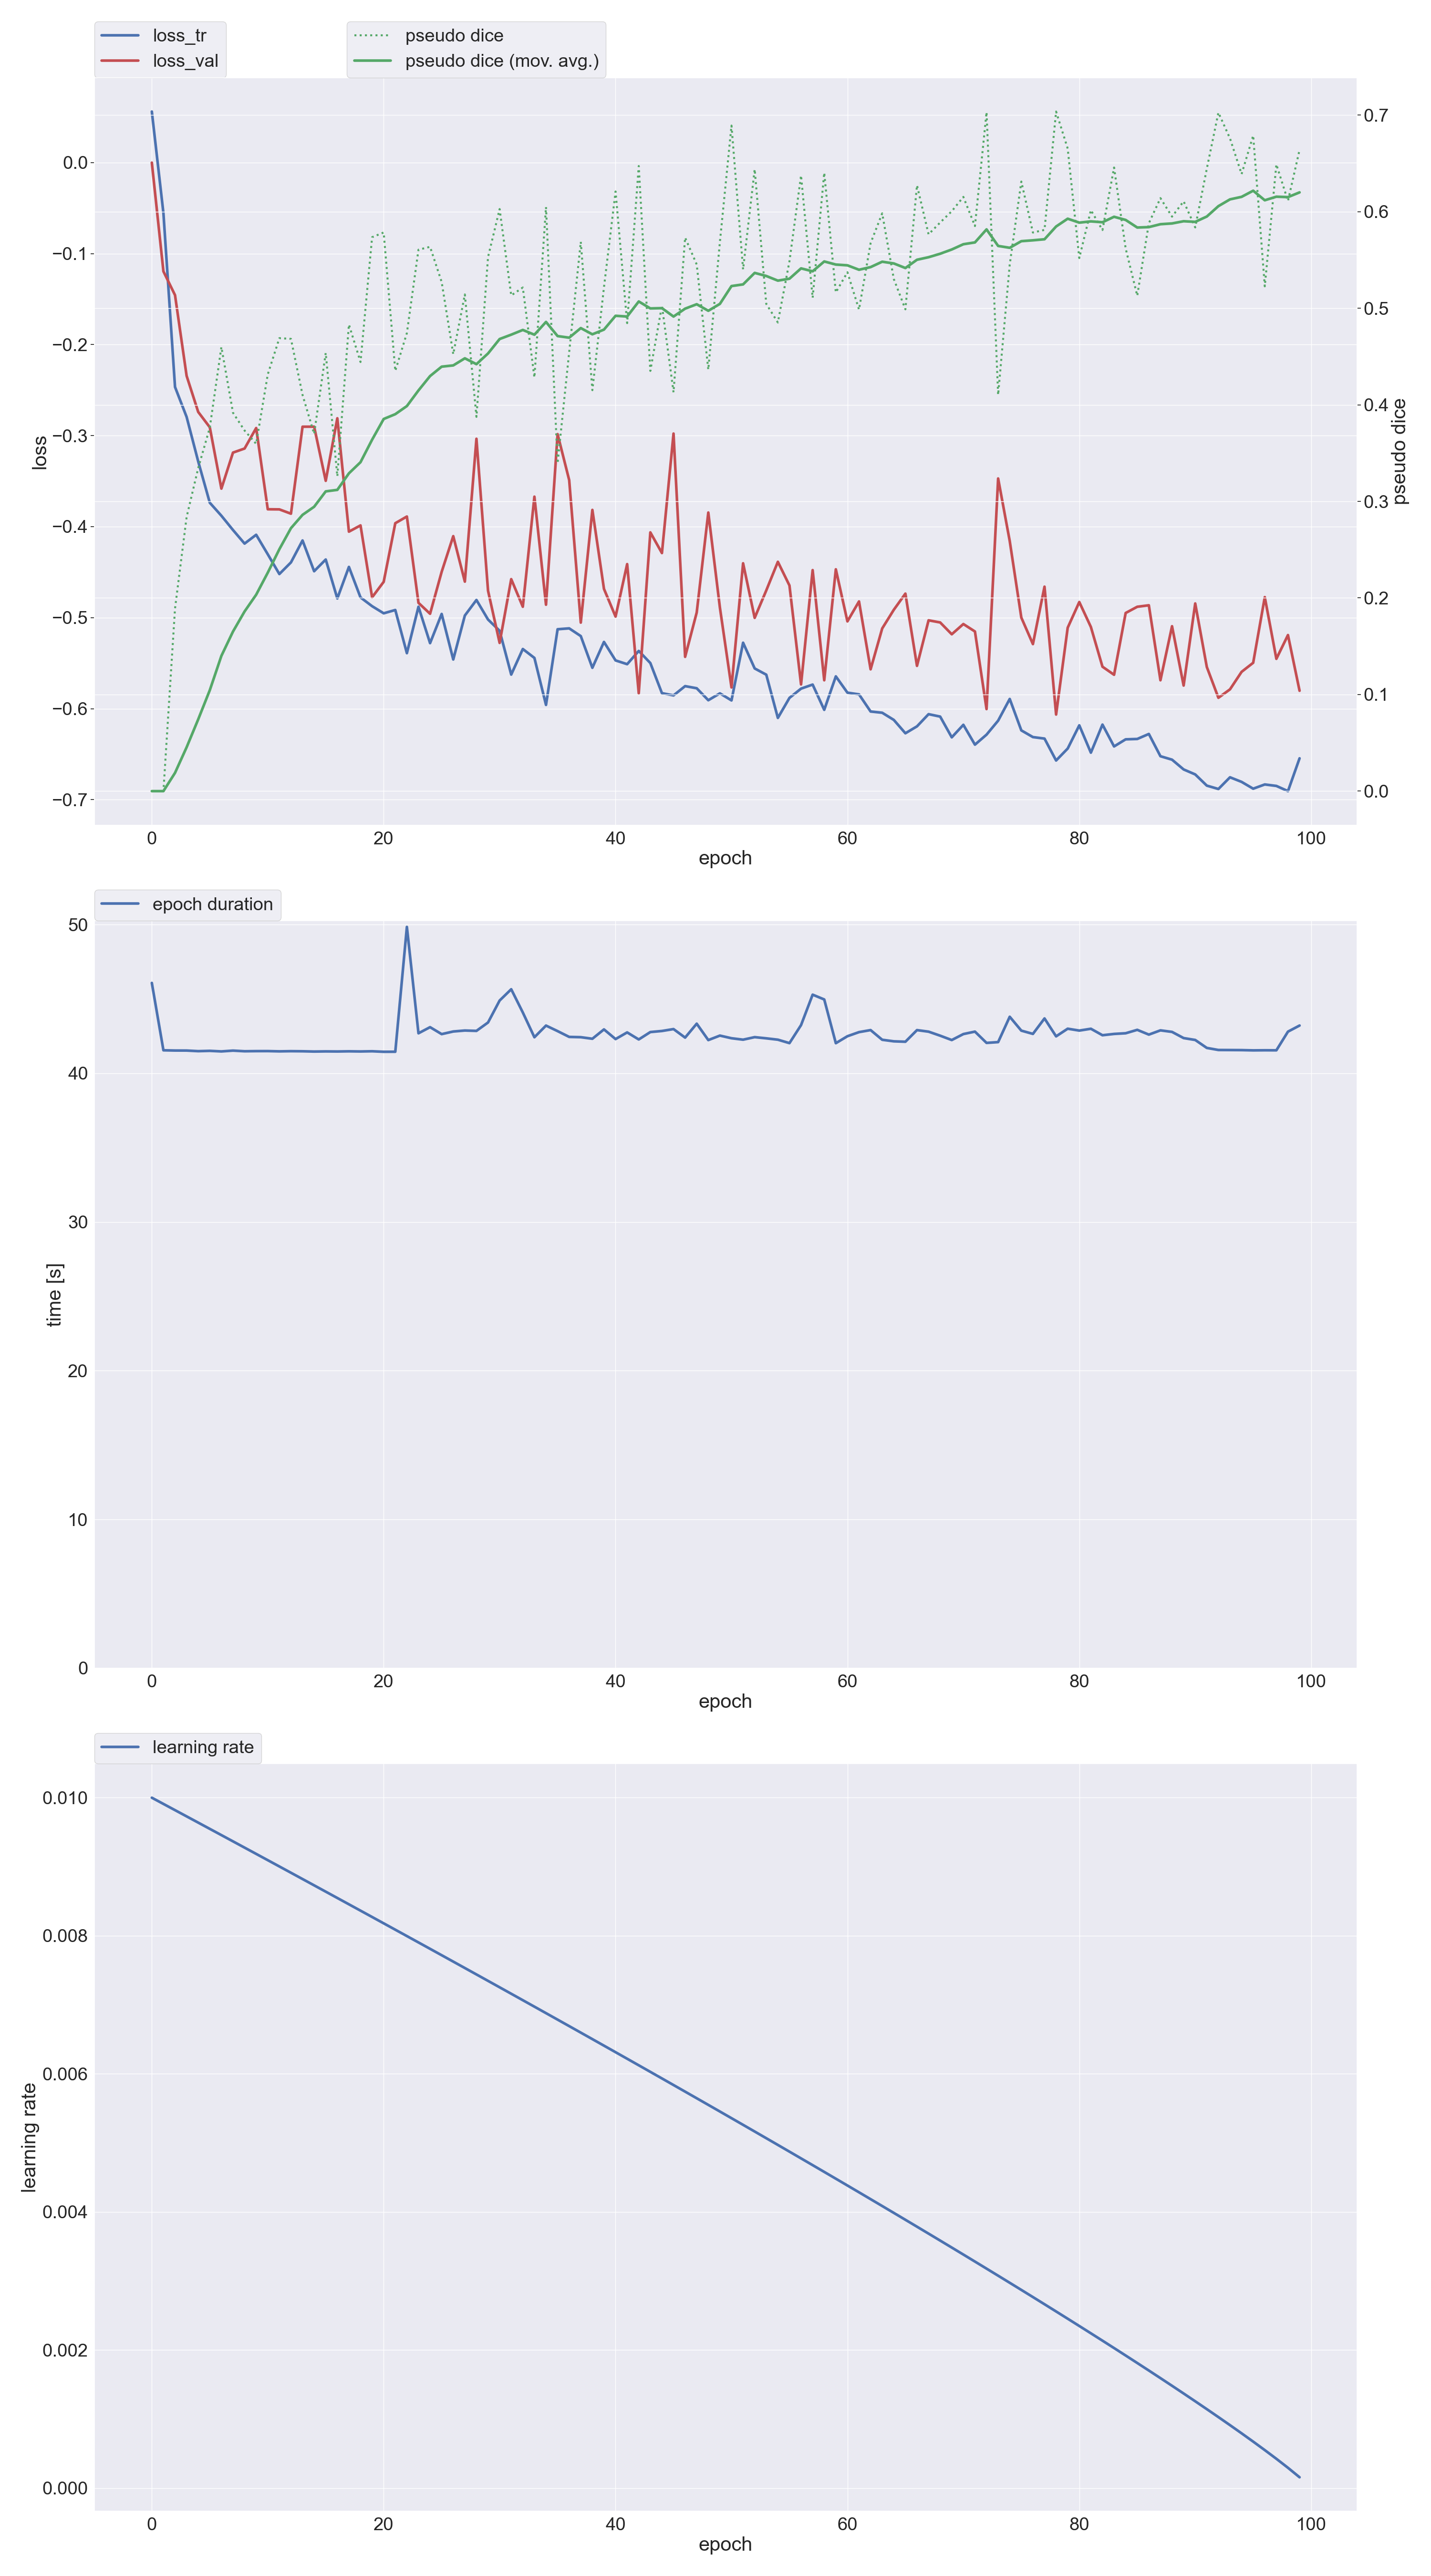 loss_tr
loss_val
pseudo dice
pseudo dice (mov. avg.)
0.0
−0.1
−0.2
−0.3
−0.4
−0.5
−0.6
−0.7
loss
0.7
0.6
0.5
0.4
0.3
0.2
0.1
0.0
pseudo dice
0 20 40 60 80 100
epoch
epoch duration
50
40
30
20
10
0
time [s]
0 20 40 60 80 100
epoch
learning rate
0.010
0.008
0.006
0.004
0.002
0.000
learning rate
0 20 40 60 80 100
epoch